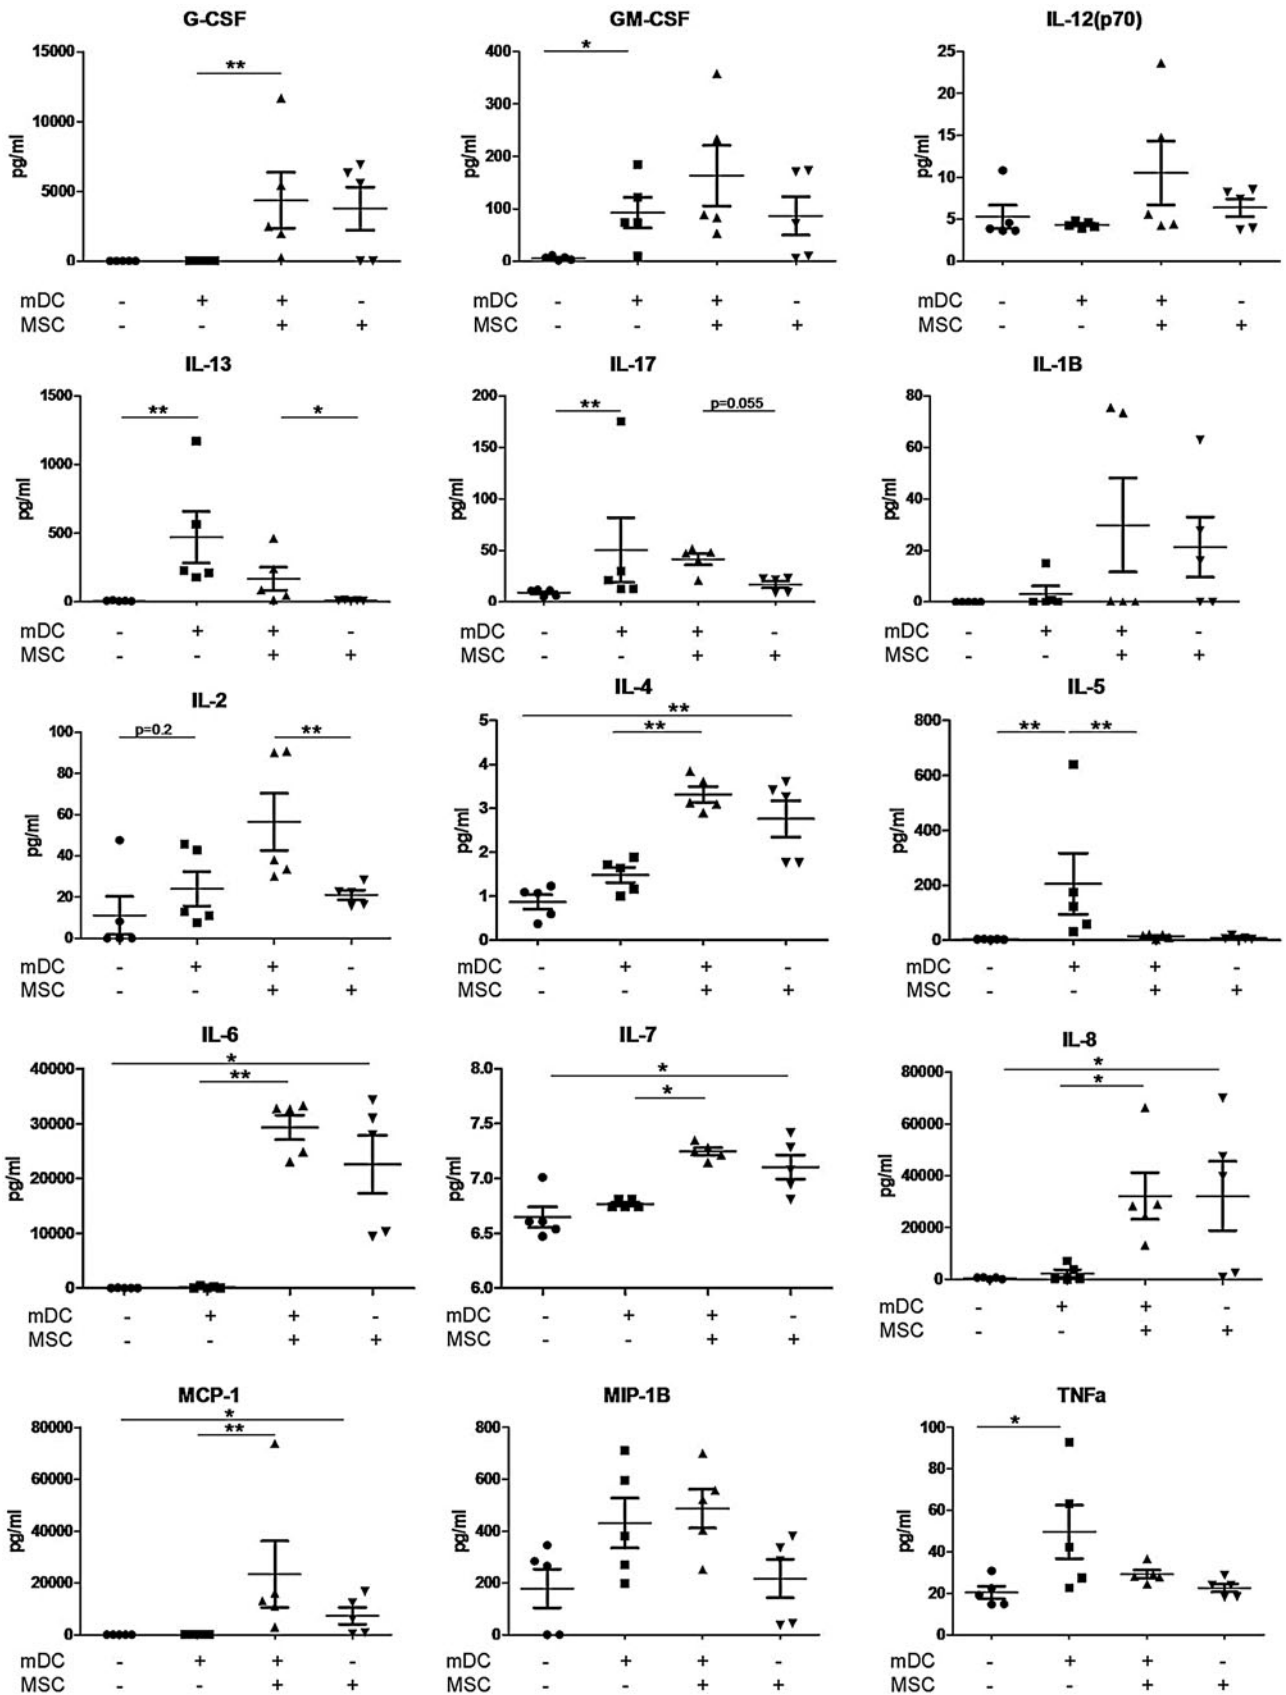 G-CSF GM-CSF IL-12(p70)
15000 10000 5000 0 pg/ml **
400 300 200 100 0 pg/ml *
25 20 15 10 5 0 pg/ml
mDC - + + - mDC - + + - mDC - + + -
MSC - - + + MSC - - + + MSC - - + +
IL-13 IL-17 IL-1B
1500 1000 500 0 pg/ml ** *
200 150 100 50 0 pg/ml ** p=0.055
80 60 40 20 0 pg/ml
mDC - + + - mDC - + + - mDC - + + -
MSC - - + + MSC - - + + MSC - - + +
IL-2 IL-4 IL-5
100 80 60 40 20 0 pg/ml p=0.2 **
5 4 3 2 1 0 pg/ml ** **
800 600 400 200 0 pg/ml ** **
mDC - + + - mDC - + + - mDC - + + -
MSC - - + + MSC - - + + MSC - - + +
IL-6 IL-7 IL-8
40000 30000 20000 10000 0 pg/ml * **
8.0 7.5 7.0 6.5 6.0 pg/ml * *
80000 60000 40000 20000 0 pg/ml * *
mDC - + + - mDC - + + - mDC - + + -
MSC - - + + MSC - - + + MSC - - + +
MCP-1 MIP-1B TNFa
80000 60000 40000 20000 0 pg/ml * **
800 600 400 200 0 pg/ml
100 80 60 40 20 0 pg/ml *
mDC - + + - mDC - + + - mDC - + + -
MSC - - + + MSC - - + + MSC - - + +